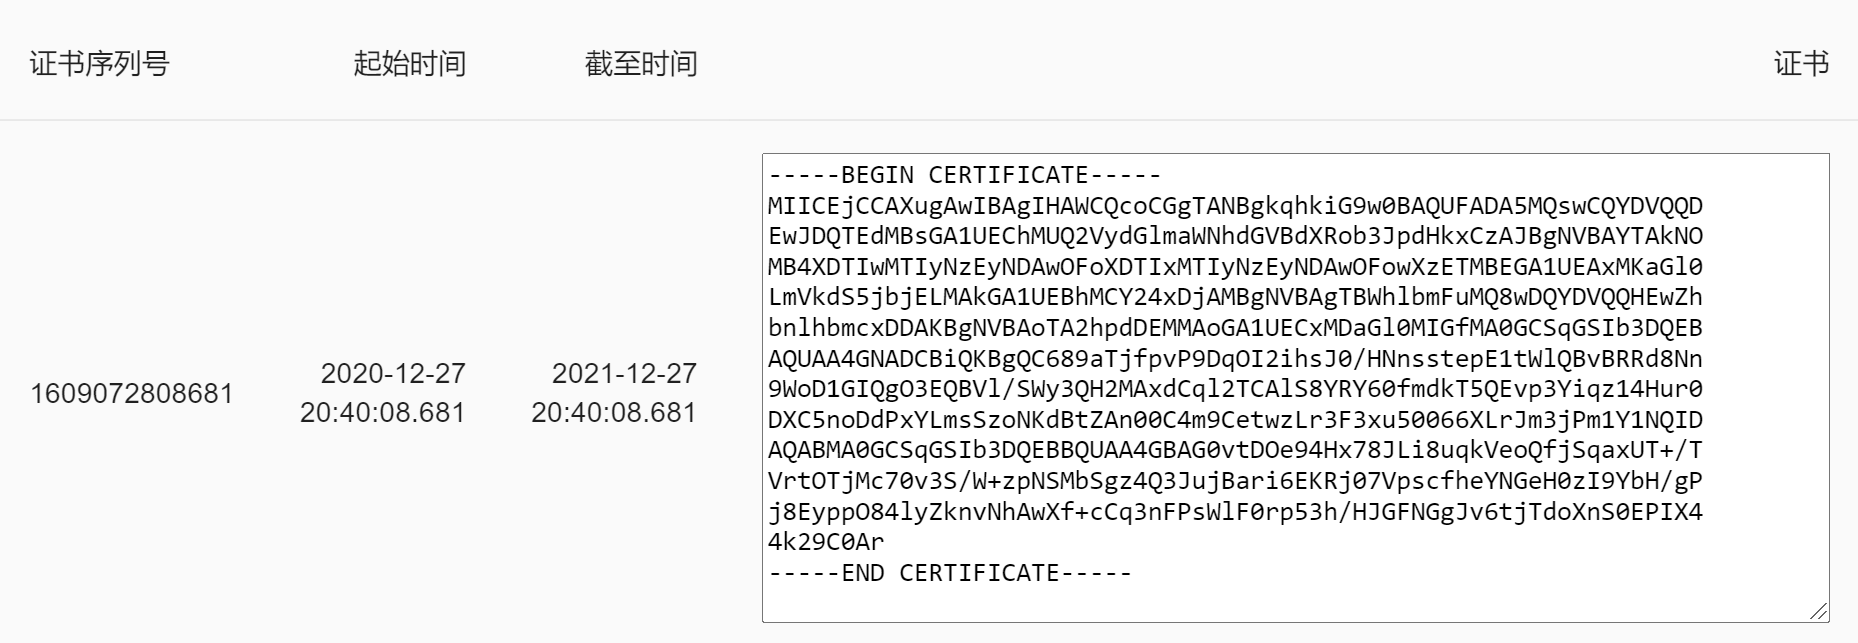 证书序列号 起始时间 截至时间 证书
1609072808681
2020-12-27
20:40:08.681
2021-12-27
20:40:08.681
-----BEGIN CERTIFICATE-----
MIICEjCCAXugAwIBAgIHAWCQcoCGgTANBgkqhkiG9w0BAQUFADA5MQswCQYDVQQD
EwJDQTEdMBsGA1UEChMUQ2VydGlmaWNhdGVBdXRob3JpdHkxCzAJBgNVBAYTAkNO
MB4XDTIwMTIyNzEyNDAwOFoXDTIxMTIyNzEyNDAwOFowXzETMBEGA1UEAxMKaGl0
LmVkdS5jbjELMAkGA1UEBhMCY24xDjAMBgNVBAgTBWhlbmFuMQ8wDQYDVQQHEwZh
bnlhbmcxDDAKBgNVBAoTA2hpdDEMMAoGA1UECxMDaGl0MIGfMA0GCSqGSIb3DQEB
AQUAA4GNADCBiQKBgQC689aTjfpvP9DqOI2ihsJ0/HNnsstepE1tWlQBvBRRd8Nn
9WoD1GIQgO3EQBVl/SWy3QH2MAxdCql2TCAlS8YRY60fmdkT5QEvp3Yiqz14Hur0
DXC5noDdPxYLmsSzoNKdBtZAn00C4m9CetwzLr3F3xu50066XLrJm3jPm1Y1NQID
AQABMA0GCSqGSIb3DQEBBQUAA4GBAG0vtDOe94Hx78JLi8uqkVeoQfjSqaxUT+/T
VrtOTjMc70v3S/W+zpNSMbSgz4Q3JujBari6EKRj07VpscfheYNGeH0zI9YbH/gP
j8EyppO84lyZknvNhAwXf+cCq3nFPsWlF0rp53h/HJGFNGgJv6tjTdoXnS0EPIX4
4k29C0Ar
-----END CERTIFICATE-----